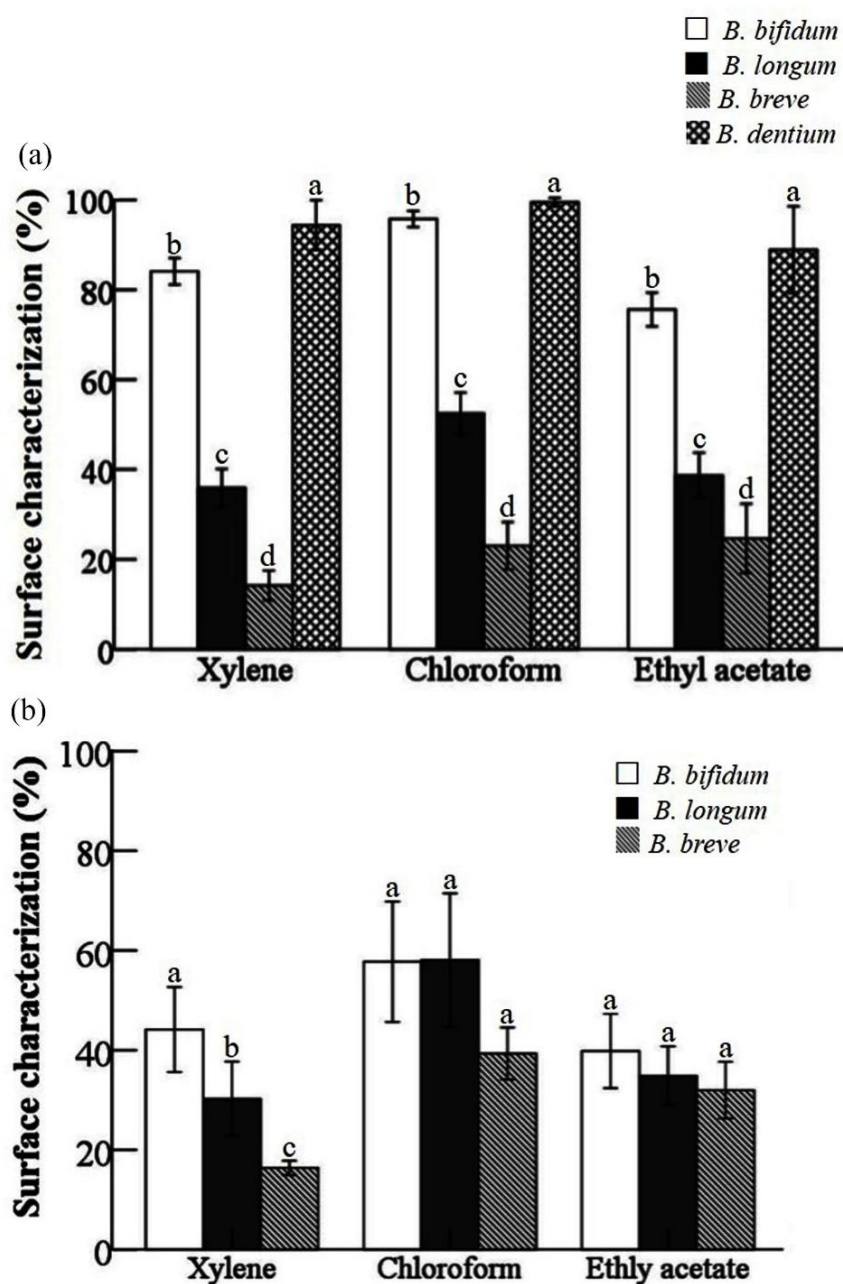 B. bifidum
B. longum
B. breve
B. dentium
(a)
Surface characterization (%)
100
80
60
40
20
0
b
c
d
a
b
c
d
a
b
c
d
a
Xylene Chloroform Ethyl acetate
(b)
Surface characterization (%)
100
80
60
40
20
0
B. bifidum
B. longum
B. breve
a
b
c
a
a
a
a
a
a
Xylene Chloroform Ethly acetate